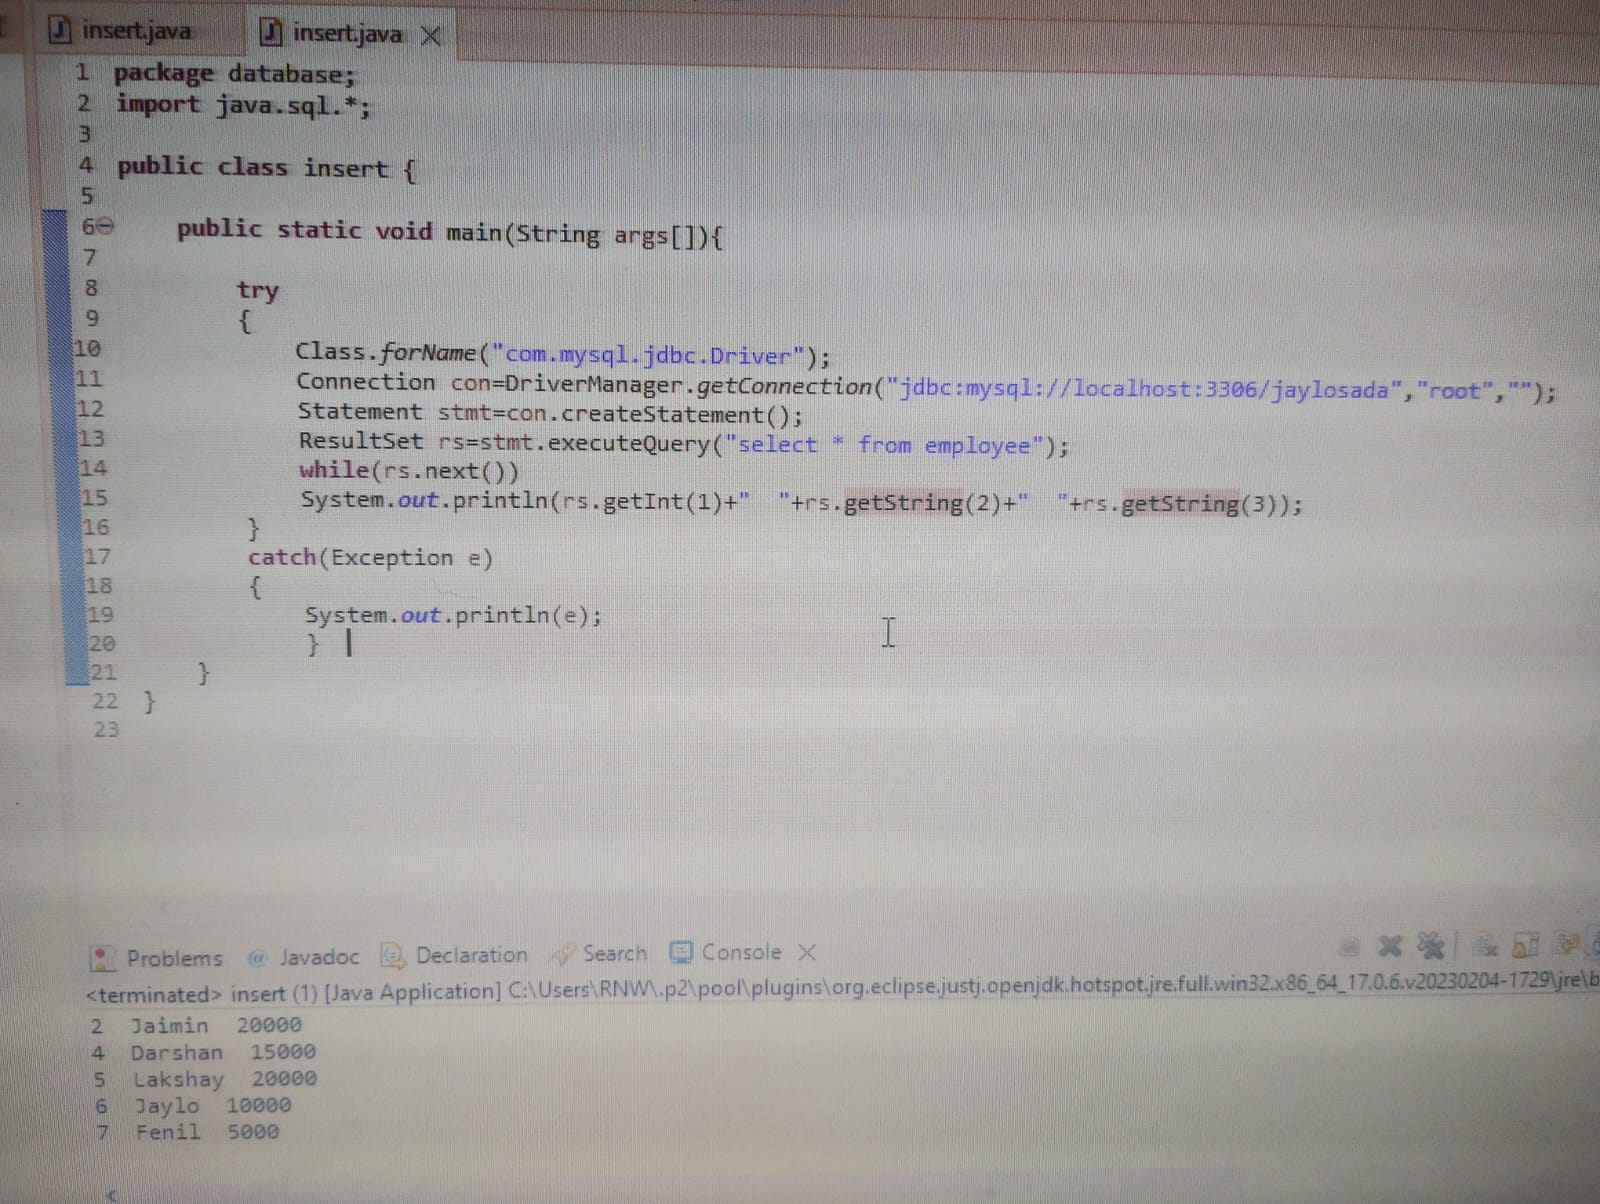 insert.java insert.java
1 package database;
2 import java.sql.*;
3
4 public class insert {
5
6 public static void main(String args[]){
7
8 try
9 {
10 Class.forName("com.mysql.jdbc.Driver");
11 Connection con=DriverManager.getConnection("jdbc:mysql://localhost:3306/jaylosada","root","");
12 Statement stmt=con.createStatement();
13 ResultSet rs=stmt.executeQuery("select * from employee");
14 while(rs.next())
15 System.out.println(rs.getInt(1)+"  "+rs.getString(2)+"  "+rs.getString(3));
16 }
17 catch(Exception e)
18 {
19 System.out.println(e);
20 }
21 }
22 }
23
Problems @ Javadoc Declaration Search Console
<terminated> insert (1) [Java Application] C:\Users\RNW\.p2\pool\plugins\org.eclipse.justj.openjdk.hotspot.jre.full.win32.x86_64_17.0.6.v20230204-1729\jre\b
2  Jaimin  20000
4  Darshan  15000
5  Lakshay  20000
6  Jaylo  10000
7  Fenil  5000